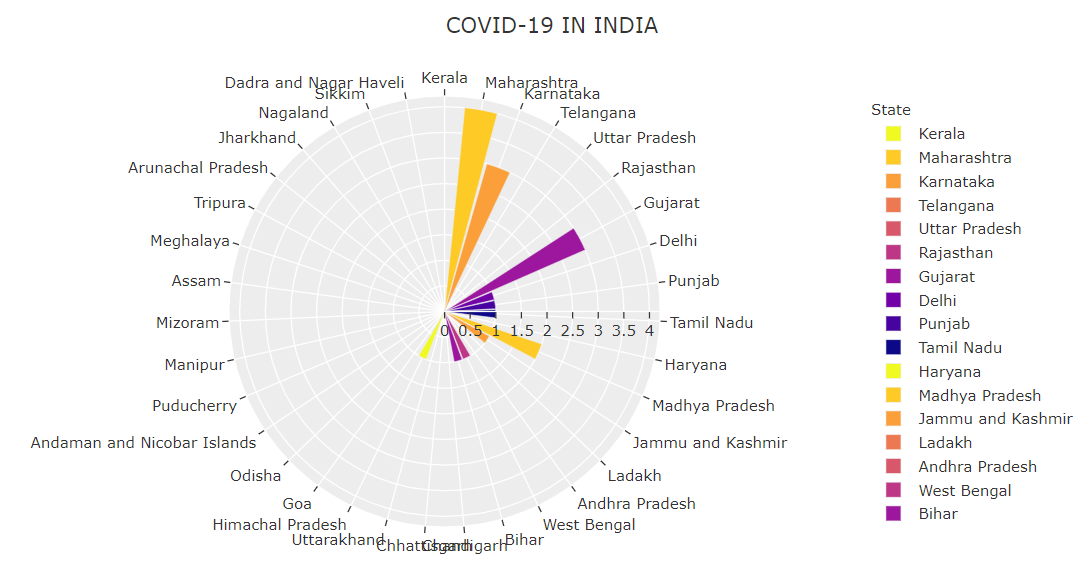 COVID-19 IN INDIA
Kerala
Maharashtra
Karnataka
Telangana
Uttar Pradesh
Rajasthan
Gujarat
Delhi
Punjab
Tamil Nadu
Haryana
Madhya Pradesh
Jammu and Kashmir
Ladakh
Andhra Pradesh
West Bengal
Bihar
Chandigarh
Chhattisgarh
Uttarakhand
Himachal Pradesh
Goa
Odisha
Andaman and Nicobar Islands
Puducherry
Manipur
Mizoram
Assam
Meghalaya
Tripura
Arunachal Pradesh
Jharkhand
Nagaland
Sikkim
Dadra and Nagar Haveli
0 0.5 1 1.5 2 2.5 3 3.5 4
State
Kerala
Maharashtra
Karnataka
Telangana
Uttar Pradesh
Rajasthan
Gujarat
Delhi
Punjab
Tamil Nadu
Haryana
Madhya Pradesh
Jammu and Kashmir
Ladakh
Andhra Pradesh
West Bengal
Bihar